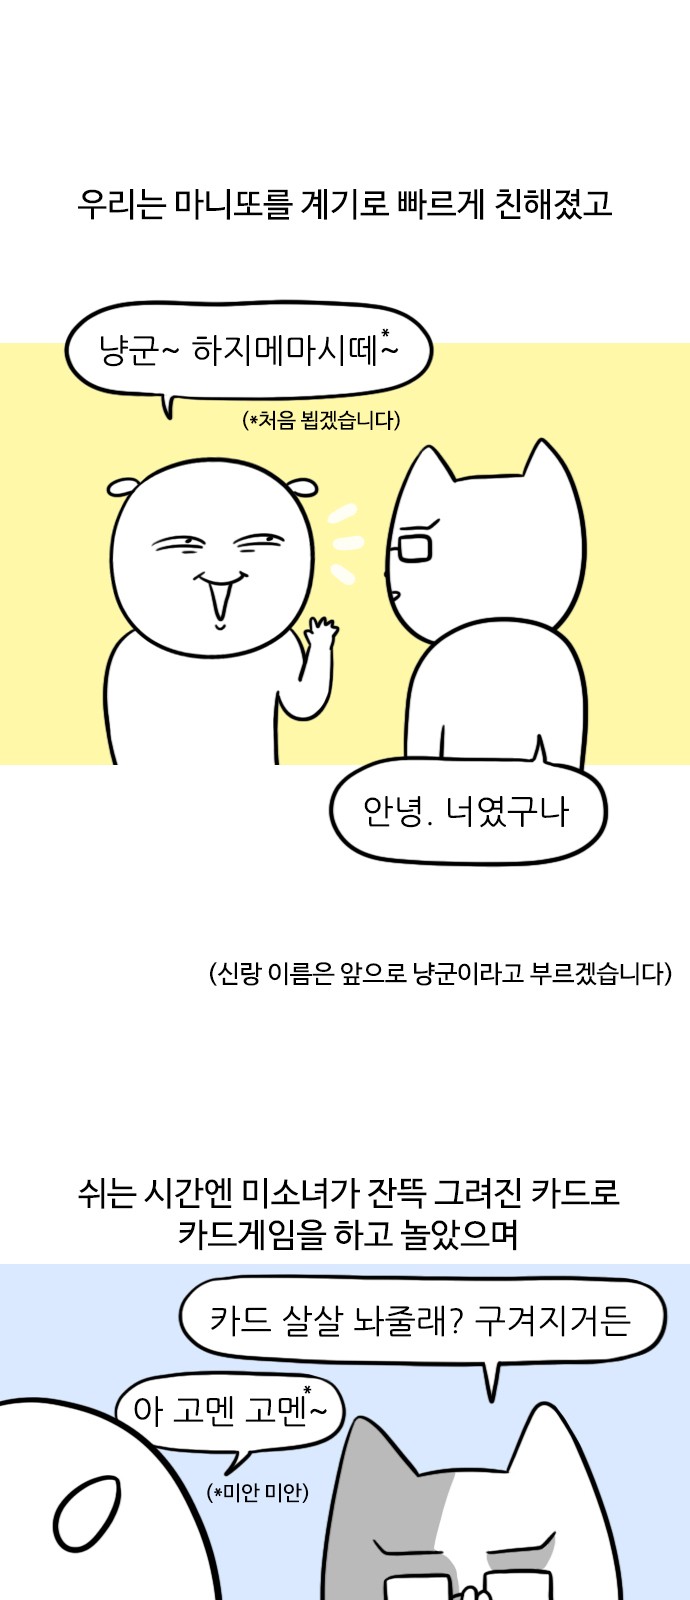 우리는 마니또를 계기로 빠르게 친해졌고
냥군~ 하지메마시떼~*
(*처음 뵙겠습니다)
안녕. 너였구나
(신랑 이름은 앞으로 냥군이라고 부르겠습니다)
쉬는 시간엔 미소녀가 잔뜩 그려진 카드로
카드게임을 하고 놀았으며
카드 살살 놔줄래? 구겨지거든
아 고멘 고멘~*
(*미안 미안)